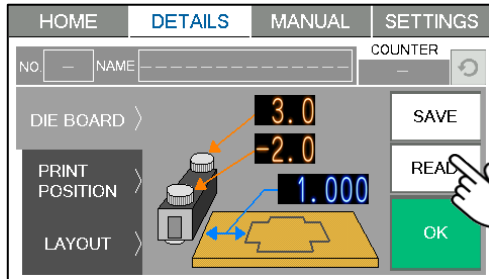 HOME DETAILS MANUAL SETTINGS
NO. – NAME – – – – – – – – – – – – – – – – COUNTER –
DIE BOARD
3.0
-2.0
1.000
SAVE
PRINT
POSITION
READ
LAYOUT
OK